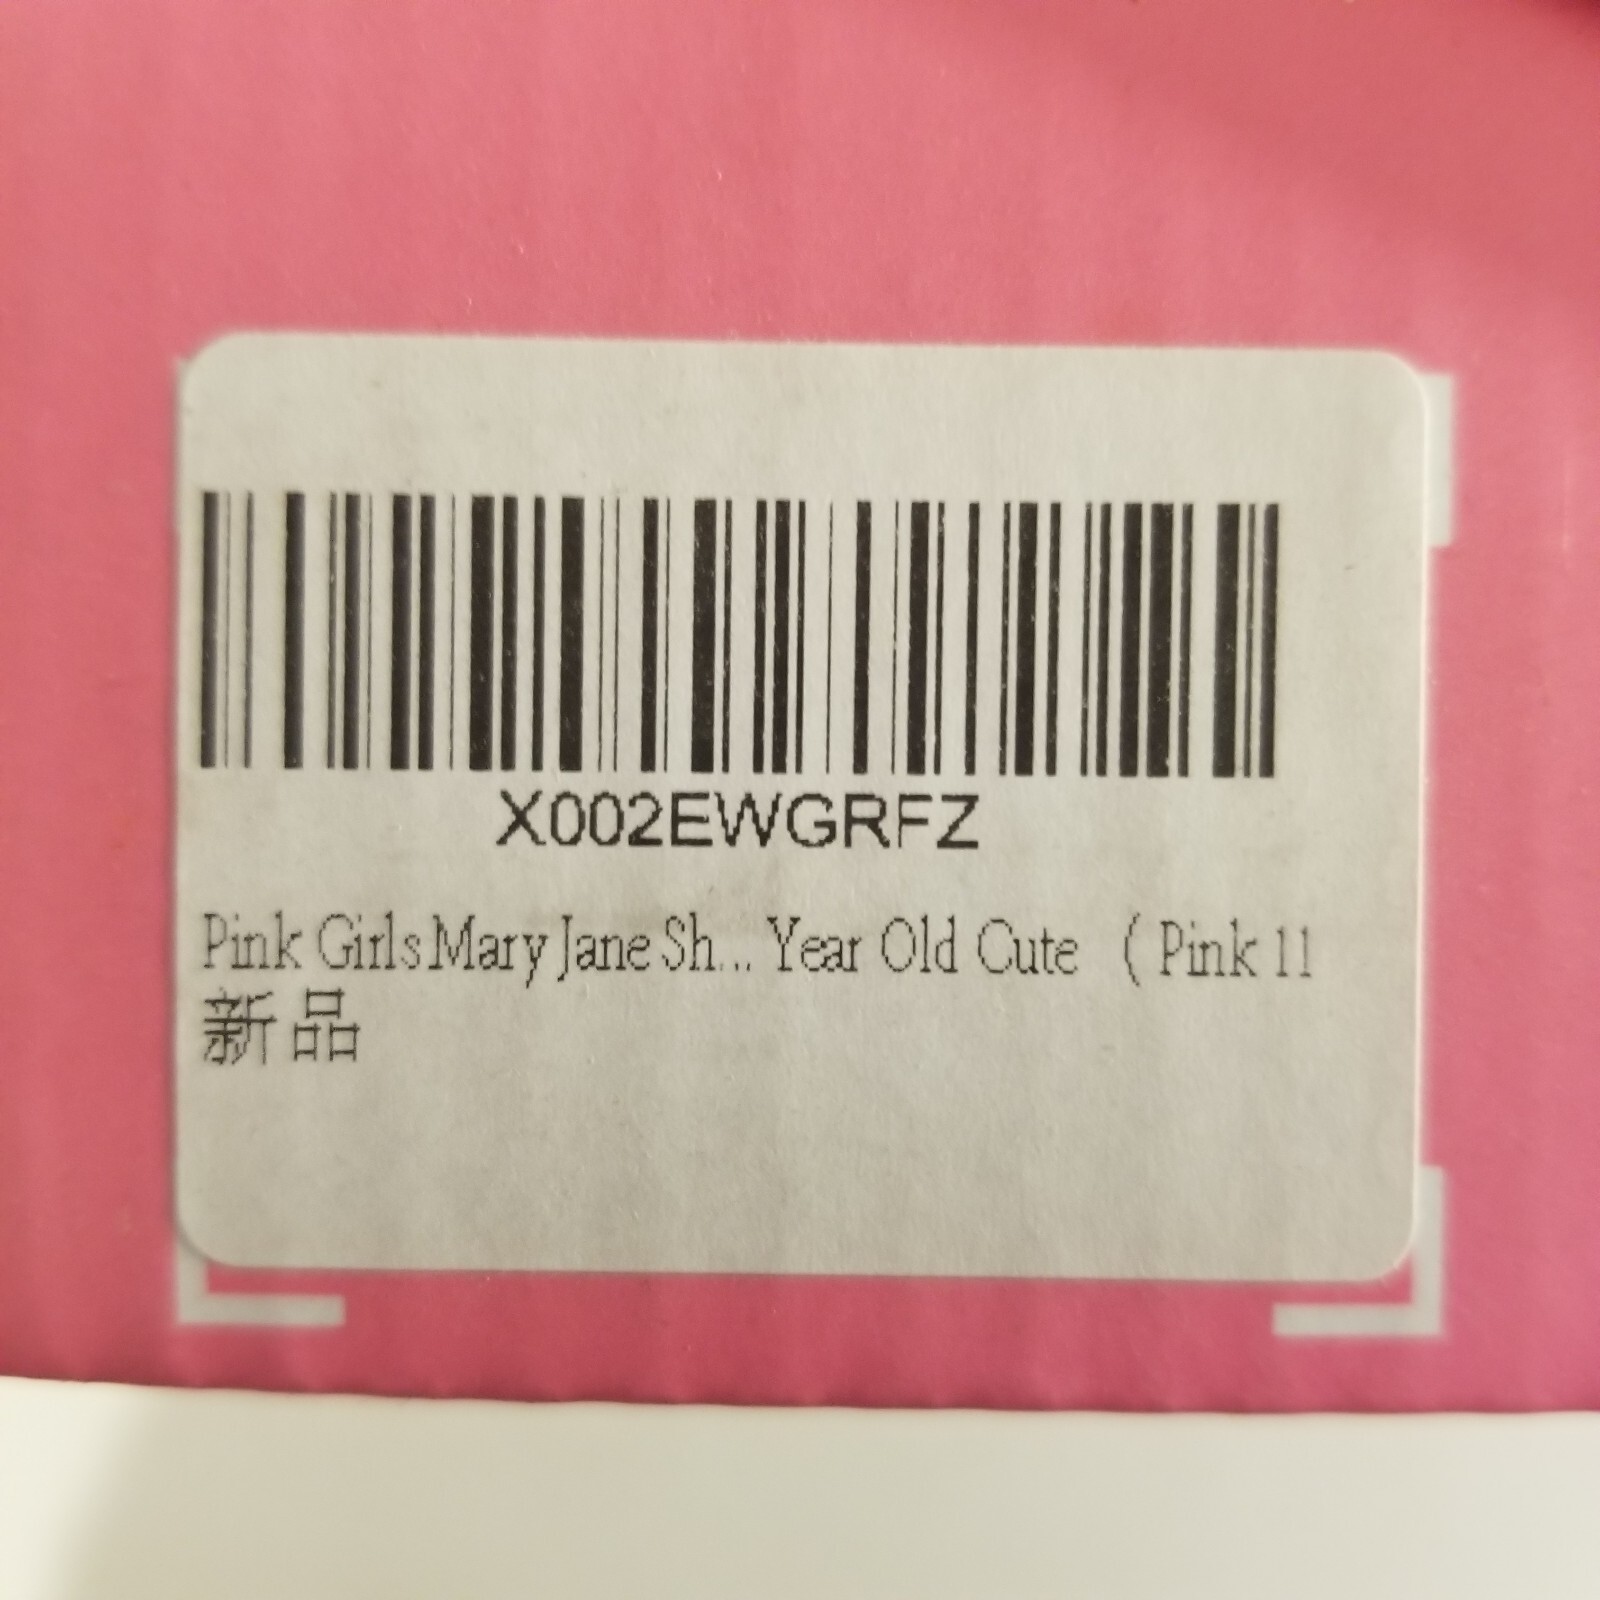 X002EWGRFZ
Pink Girls Mary Jane Sh... Year Old Cute （Pink 11
新品